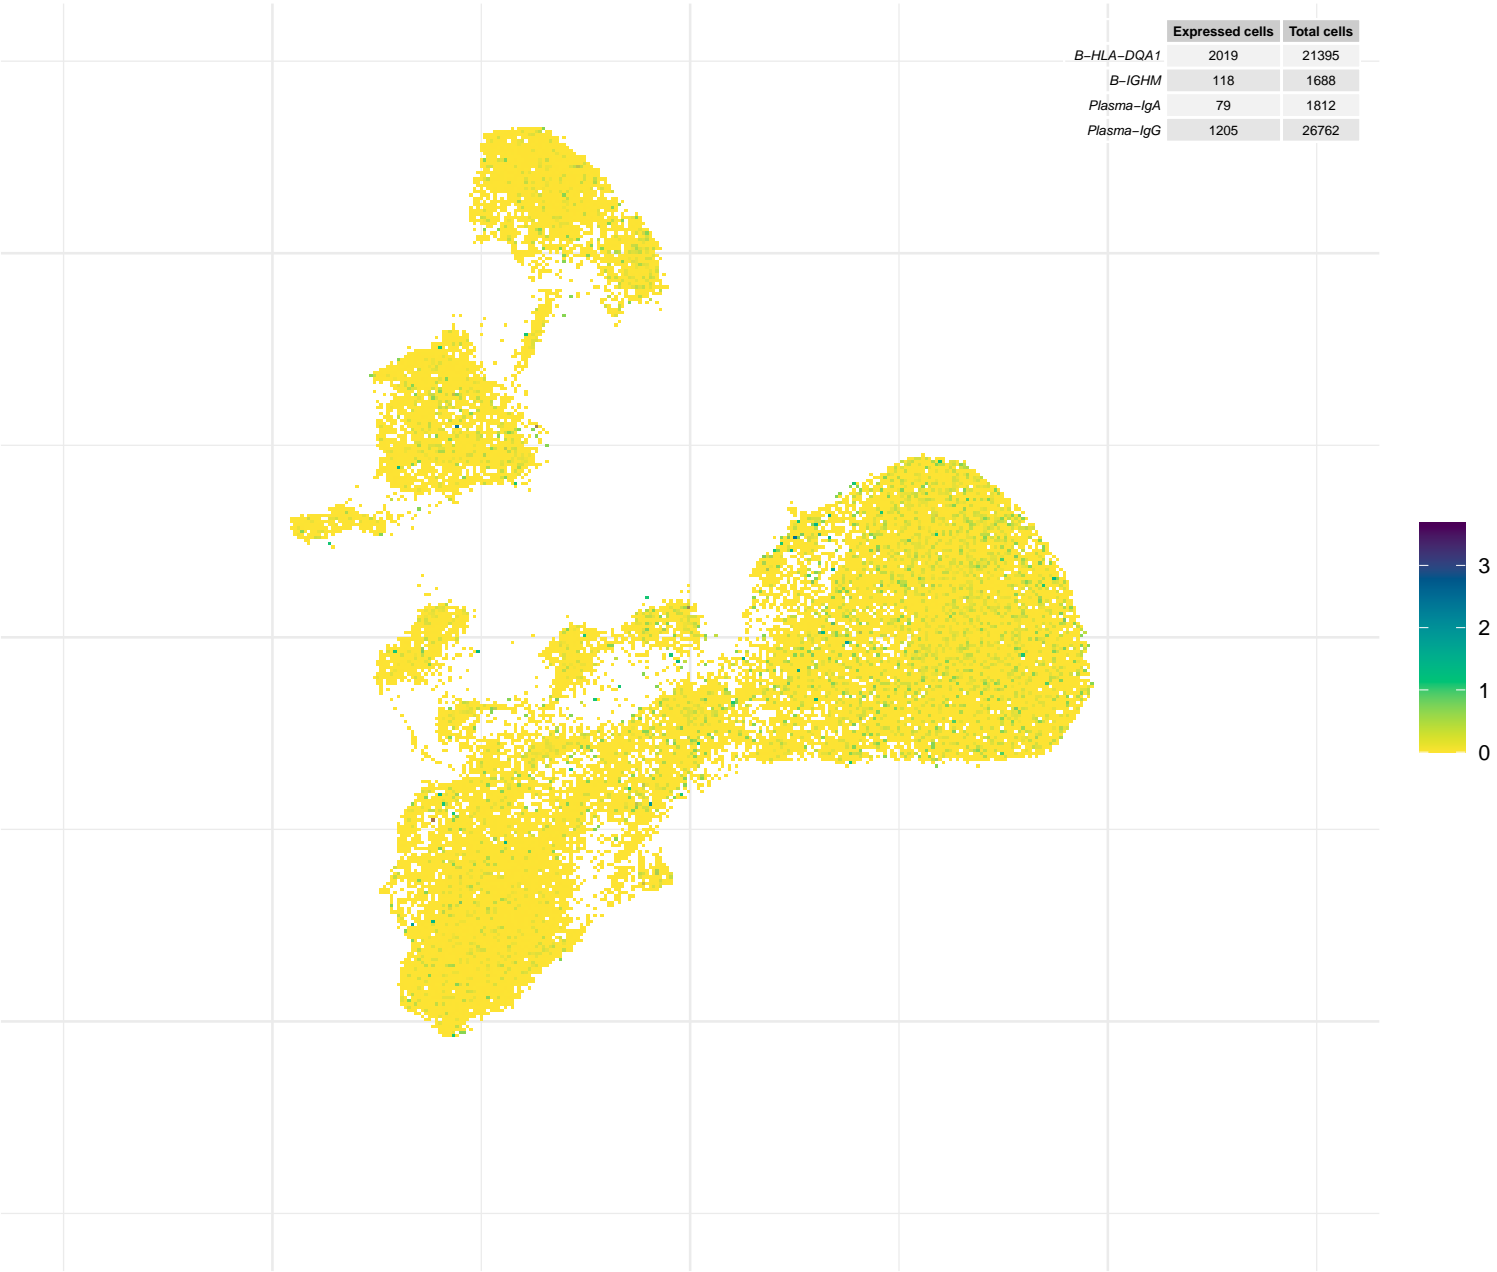 Expressed cells Total cells
B−HLA−DQA1 2019 21395
B−IGHM 118 1688
Plasma−IgA 79 1812
Plasma−IgG 1205 26762
3
2
1
0